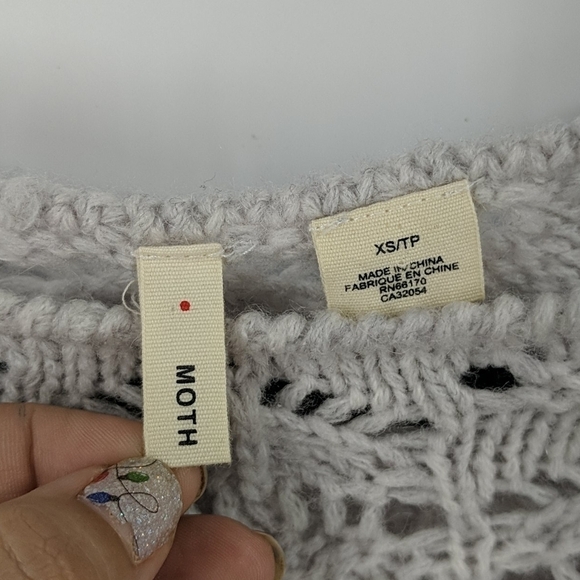 MOTH
XS/TP
MADE IN CHINA
FABRIQUE EN CHINE
RN66170
CA32054